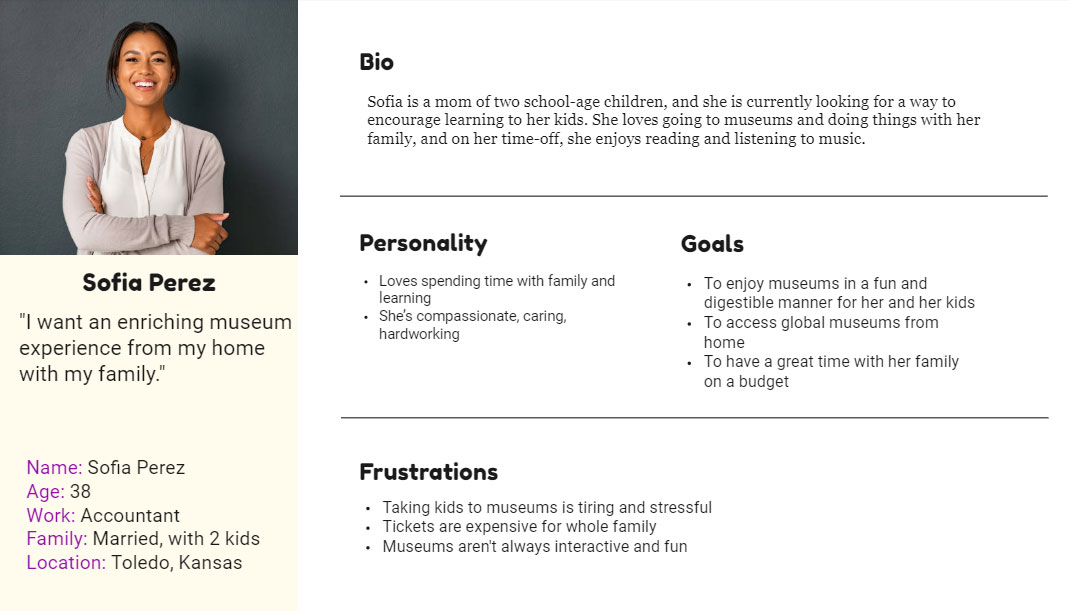 Sofia Perez
"I want an enriching museum
experience from my home
with my family."
Name: Sofia Perez
Age: 38
Work: Accountant
Family: Married, with 2 kids
Location: Toledo, Kansas
Bio
Sofia is a mom of two school-age children, and she is currently looking for a way to
encourage learning to her kids. She loves going to museums and doing things with her
family, and on her time-off, she enjoys reading and listening to music.
Personality
• Loves spending time with family and
learning
• She's compassionate, caring,
hardworking
Goals
• To enjoy museums in a fun and
digestible manner for her and her kids
• To access global museums from
home
• To have a great time with her family
on a budget
Frustrations
• Taking kids to museums is tiring and stressful
• Tickets are expensive for whole family
• Museums aren't always interactive and fun